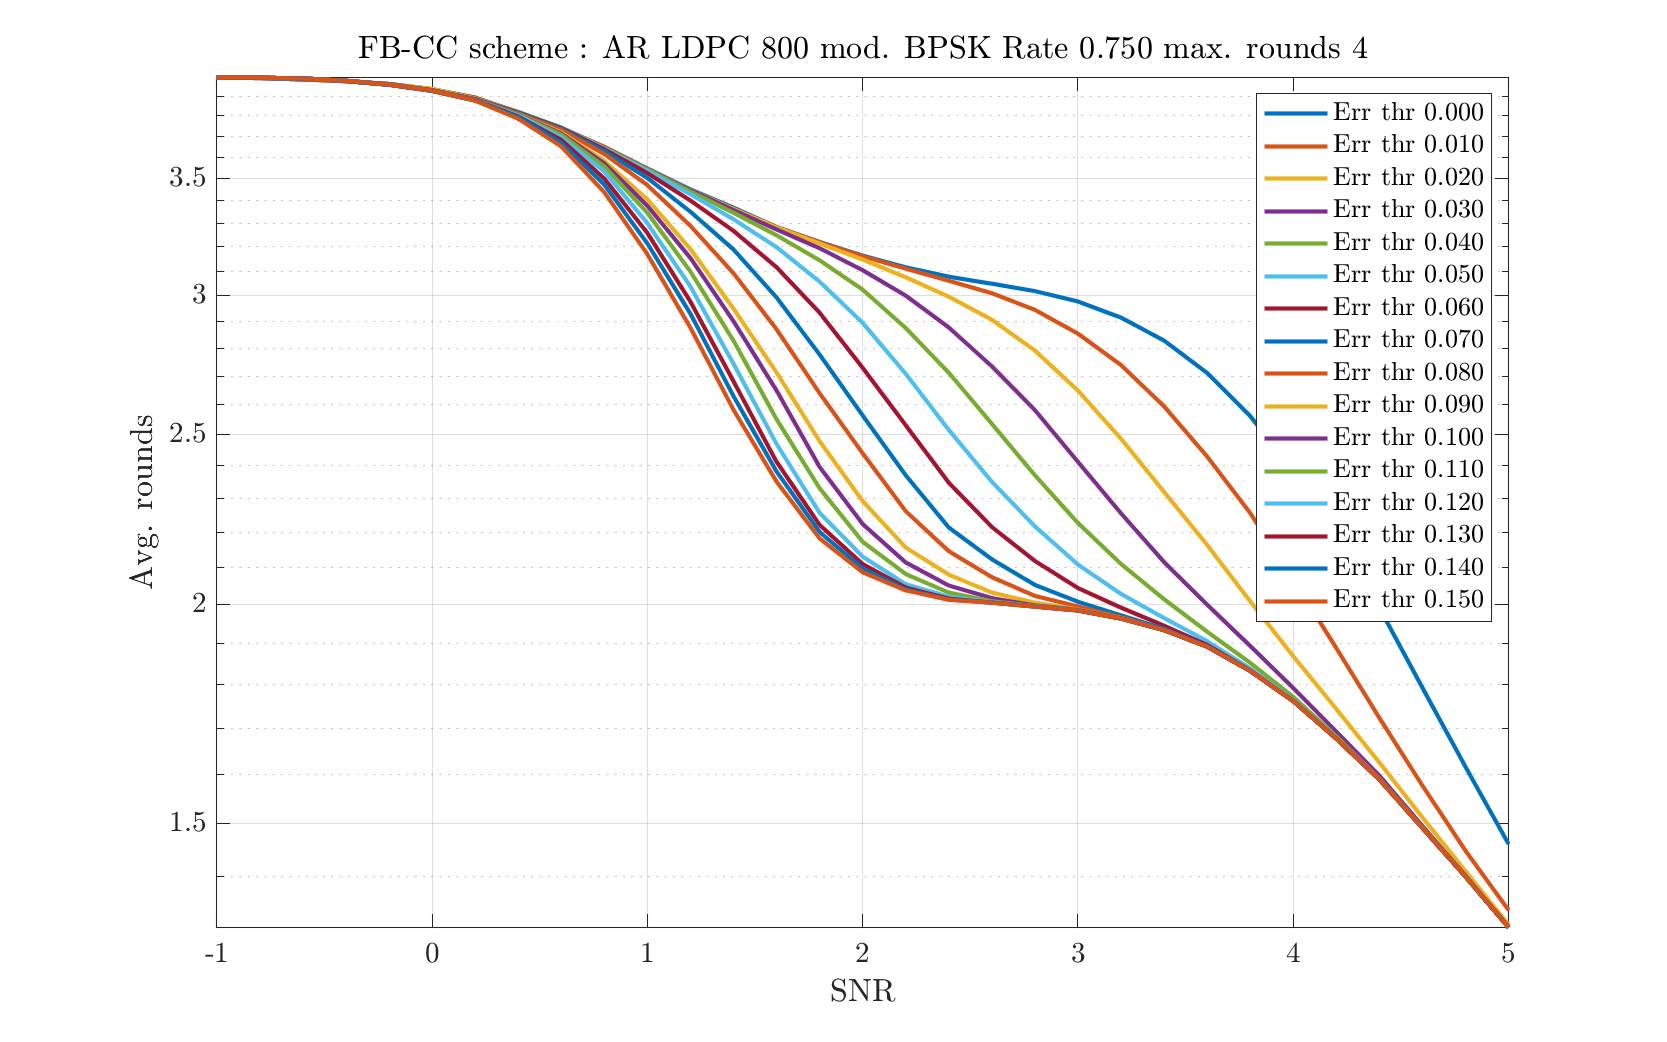 FB-CC scheme : AR LDPC 800 mod. BPSK Rate 0.750 max. rounds 4
Err thr 0.000
Err thr 0.010
Err thr 0.020
Err thr 0.030
Err thr 0.040
Err thr 0.050
Err thr 0.060
Err thr 0.070
Err thr 0.080
Err thr 0.090
Err thr 0.100
Err thr 0.110
Err thr 0.120
Err thr 0.130
Err thr 0.140
Err thr 0.150
3.5
3
2.5
2
1.5
Avg. rounds
-1 0 1 2 3 4 5
SNR